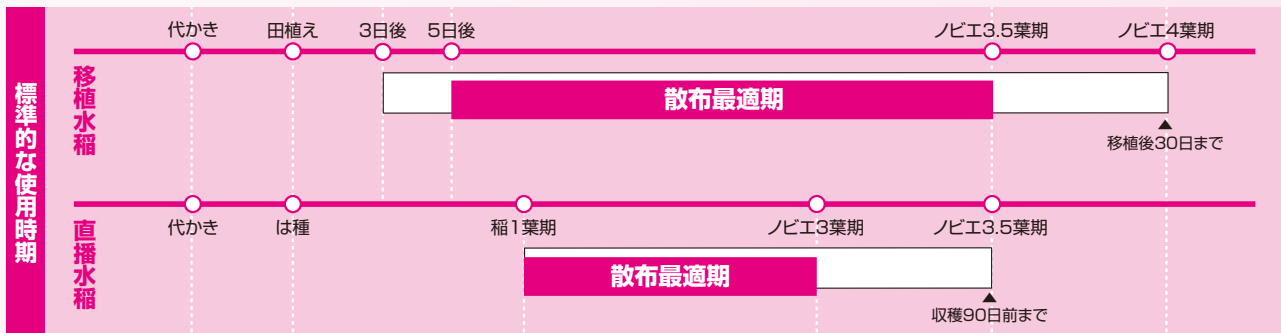 標準的な使用時期
代かき 田植え 3日後 5日後 ノビエ3.5葉期 ノビエ4葉期
移植水稲
散布最適期
移植後30日まで
直播水稲
代かき は種 稲1葉期 ノビエ3葉期 ノビエ3.5葉期
散布最適期
収穫90日前まで